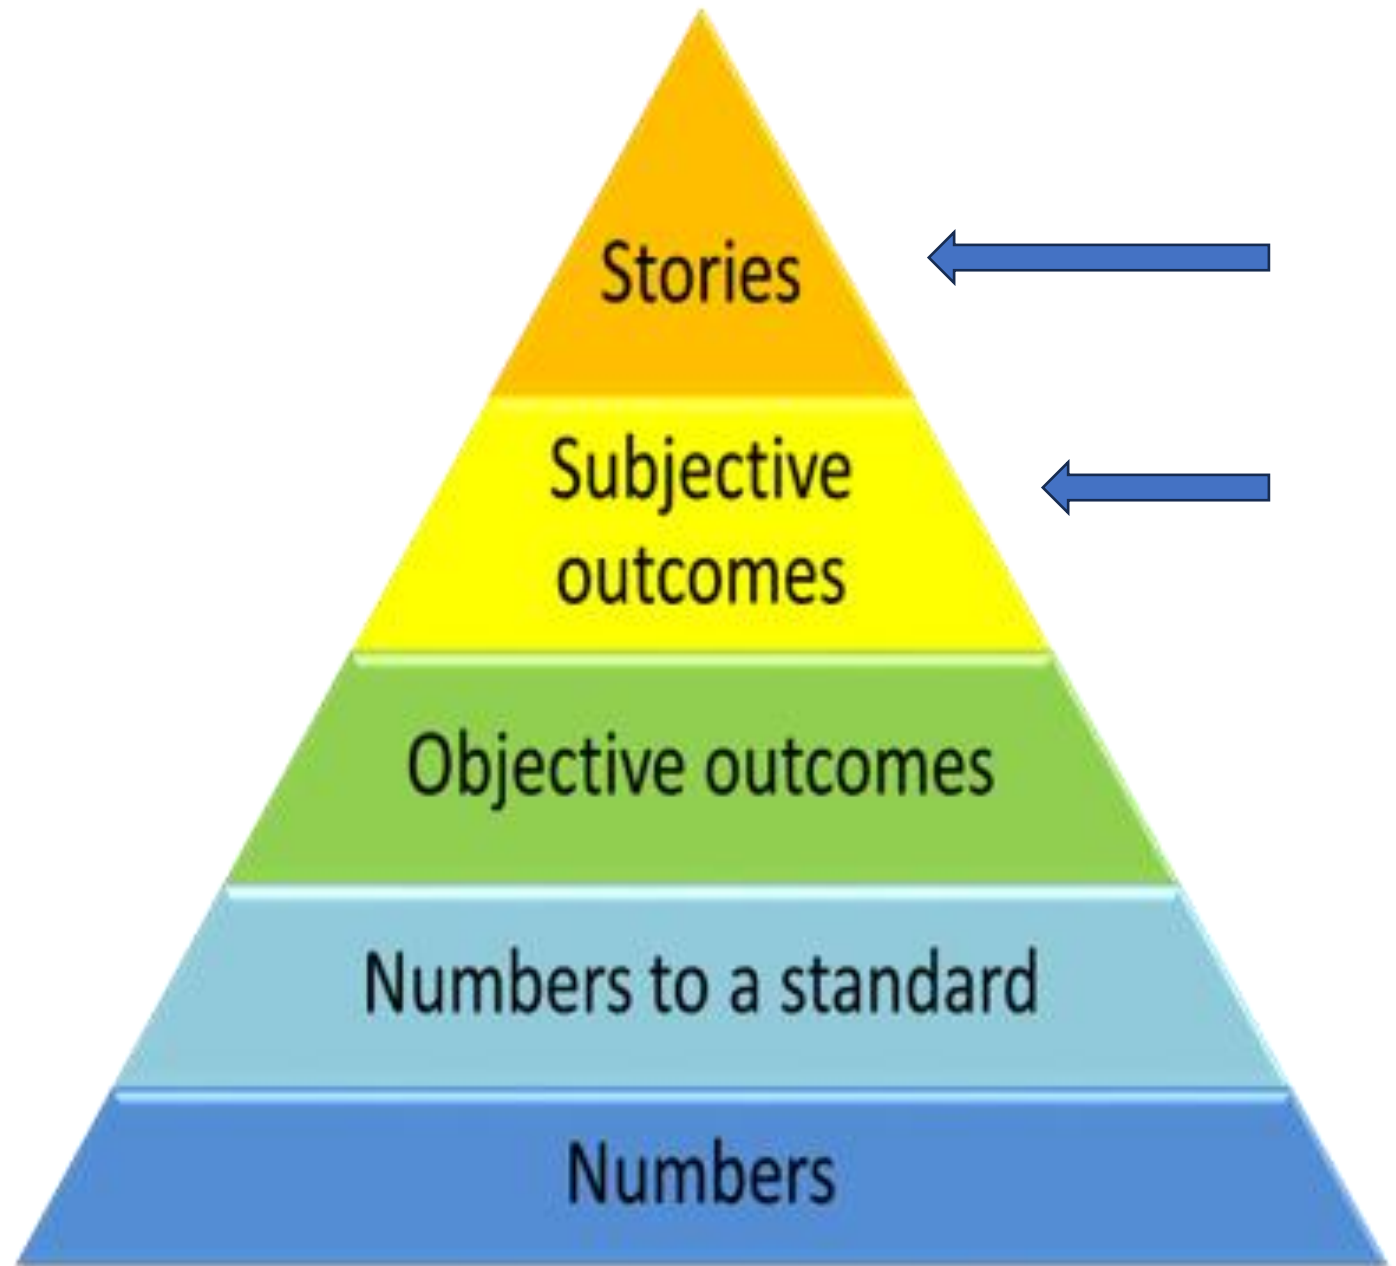 Stories
Subjective
outcomes
Objective outcomes
Numbers to a standard
Numbers